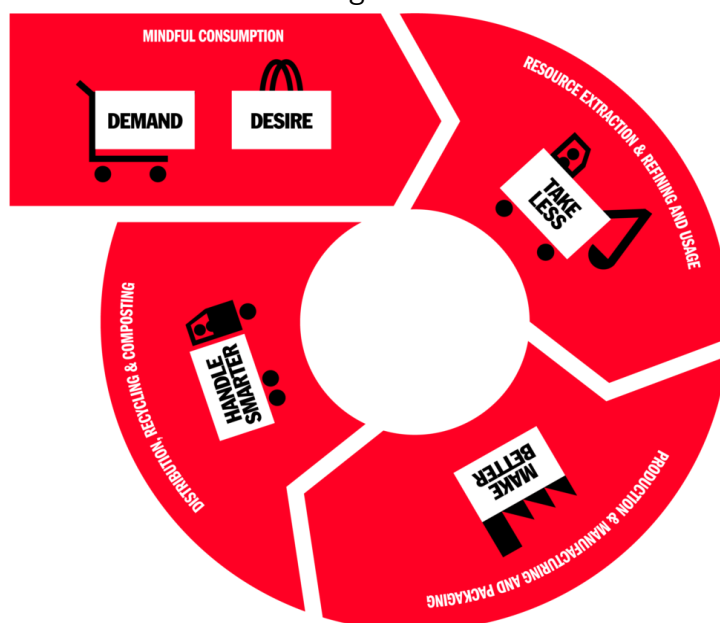 MINDFUL CONSUMPTION
DEMAND
DESIRE
RESOURCE EXTRACTION & REFINING AND USAGE
TAKE
LESS
PRODUCTION & MANUFACTURING AND PACKAGING
MAKE
BETTER
DISTRIBUTION, RECYCLING & COMPOSTING
HANDLE
SMARTER